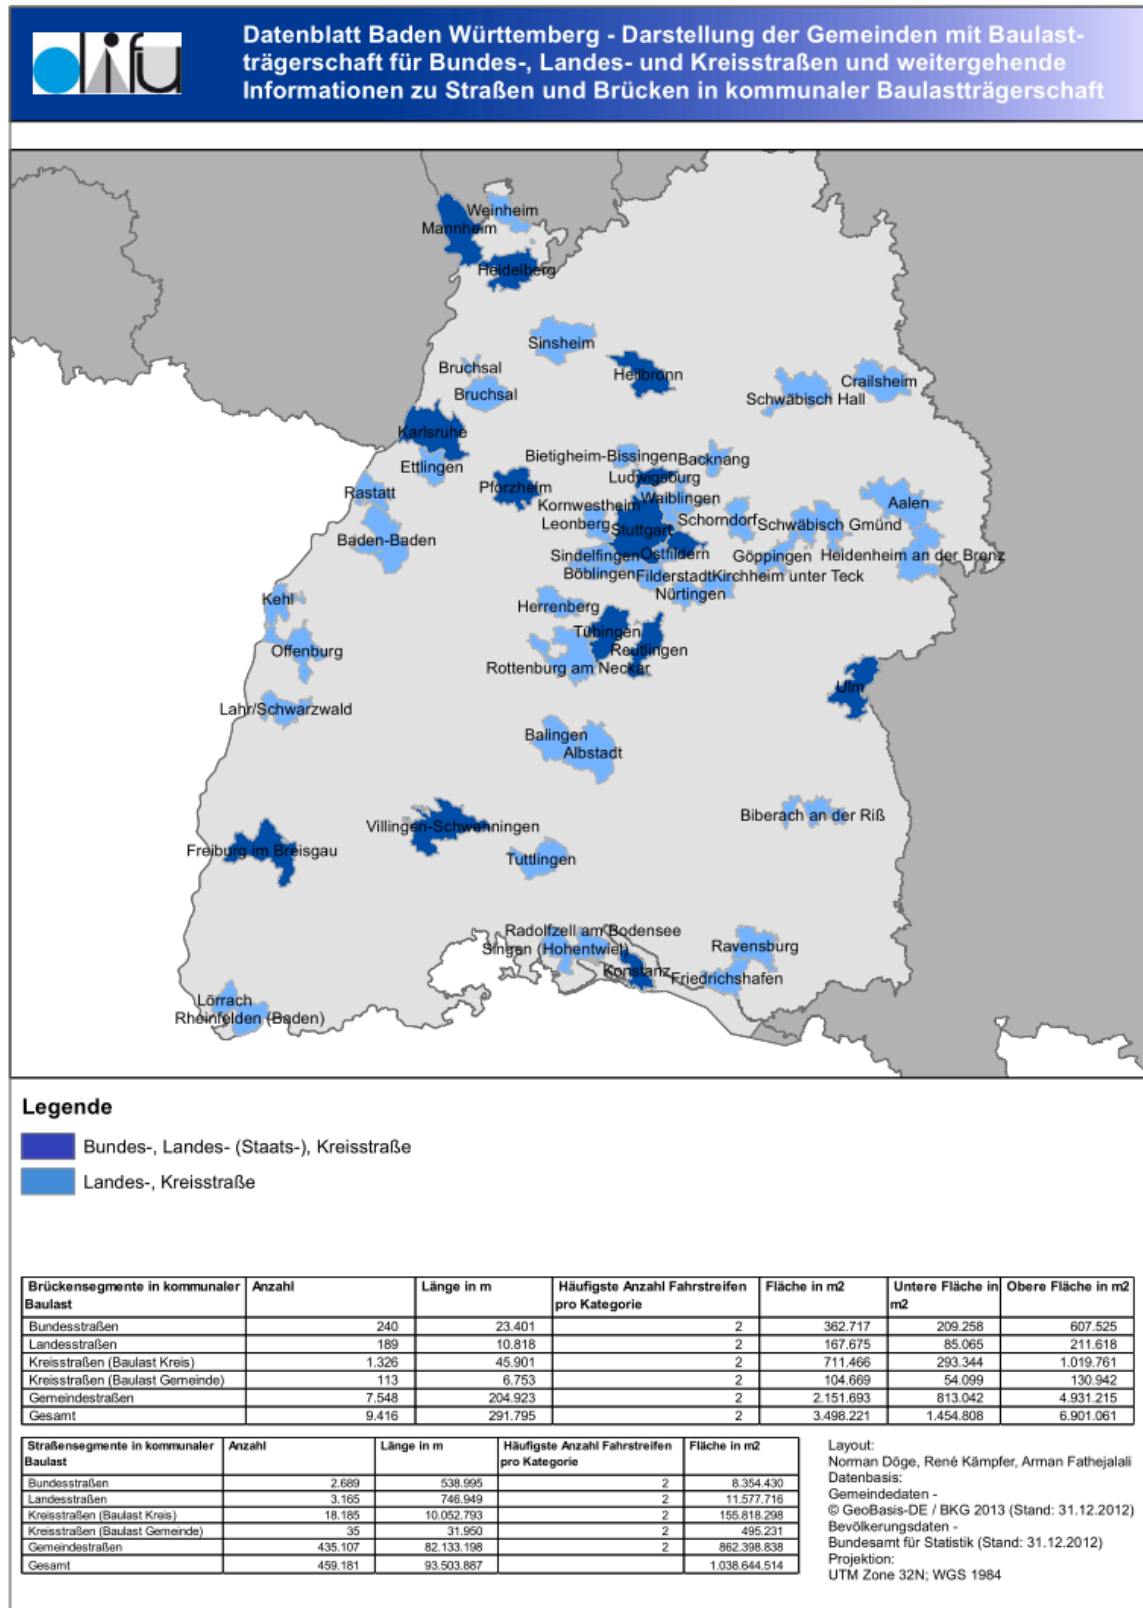 difu
Datenblatt Baden Württemberg - Darstellung der Gemeinden mit Baulast-
trägerschaft für Bundes-, Landes- und Kreisstraßen und weitergehende
Informationen zu Straßen und Brücken in kommunaler Baulastträgerschaft
Weinheim
Mannheim
Heidelberg
Sinsheim
Bruchsal
Heilbronn
Crailsheim
Bruchsal
Schwäbisch Hall
Karlsruhe
Bietigheim-Bissingen
Backnang
Ettlingen
Ludwigsburg
Pforzheim
Rastatt
Waiblingen
Kornwestheim
Aalen
Leonberg
Schorndorf
Schwäbisch Gmünd
Stuttgart
Baden-Baden
Sindelfingen
Ostfildern
Göppingen
Heidenheim an der Brenz
Böblingen
Filderstadt
Kirchheim unter Teck
Nürtingen
Kehl
Herrenberg
Tübingen
Offenburg
Reutlingen
Rottenburg am Neckar
Ulm
Lahr/Schwarzwald
Balingen
Albstadt
Biberach an der Riß
Villingen-Schwenningen
Freiburg im Breisgau
Tuttlingen
Radolfzell am Bodensee
Singen (Hohentwiel)
Ravensburg
Konstanz
Friedrichshafen
Lörrach
Rheinfelden (Baden)
Legende
Bundes-, Landes- (Staats-), Kreisstraße
Landes-, Kreisstraße
Brückensegmente in kommunaler Baulast Anzahl Länge in m Häufigste Anzahl Fahrstreifen pro Kategorie Fläche in m2 Untere Fläche in m2 Obere Fläche in m2
Bundesstraßen 240 23.401 2 362.717 209.258 607.525
Landesstraßen 189 10.818 2 167.675 85.065 211.618
Kreisstraßen (Baulast Kreis) 1.326 45.901 2 711.466 293.344 1.019.761
Kreisstraßen (Baulast Gemeinde) 113 6.753 2 104.669 54.099 130.942
Gemeindestraßen 7.548 204.923 2 2.151.693 813.042 4.931.215
Gesamt 9.416 291.795 2 3.498.221 1.454.808 6.901.061
Straßensegmente in kommunaler Baulast Anzahl Länge in m Häufigste Anzahl Fahrstreifen pro Kategorie Fläche in m2
Bundesstraßen 2.689 538.995 2 8.354.430
Landesstraßen 3.165 746.949 2 11.577.716
Kreisstraßen (Baulast Kreis) 18.185 10.052.793 2 155.818.298
Kreisstraßen (Baulast Gemeinde) 35 31.950 2 495.231
Gemeindestraßen 435.107 82.133.198 2 862.398.838
Gesamt 459.181 93.503.887 1.038.644.514
Layout:
Norman Döge, René Kämpfer, Arman Fathejalali
Datenbasis:
Gemeindedaten -
© GeoBasis-DE / BKG 2013 (Stand: 31.12.2012)
Bevölkerungsdaten -
Bundesamt für Statistik (Stand: 31.12.2012)
Projektion:
UTM Zone 32N; WGS 1984